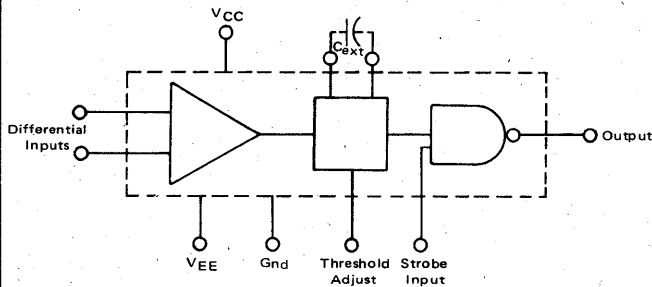 VCC
Cext
Differential
Inputs
Output
VEE
Gnd
Threshold
Adjust
Strobe
Input